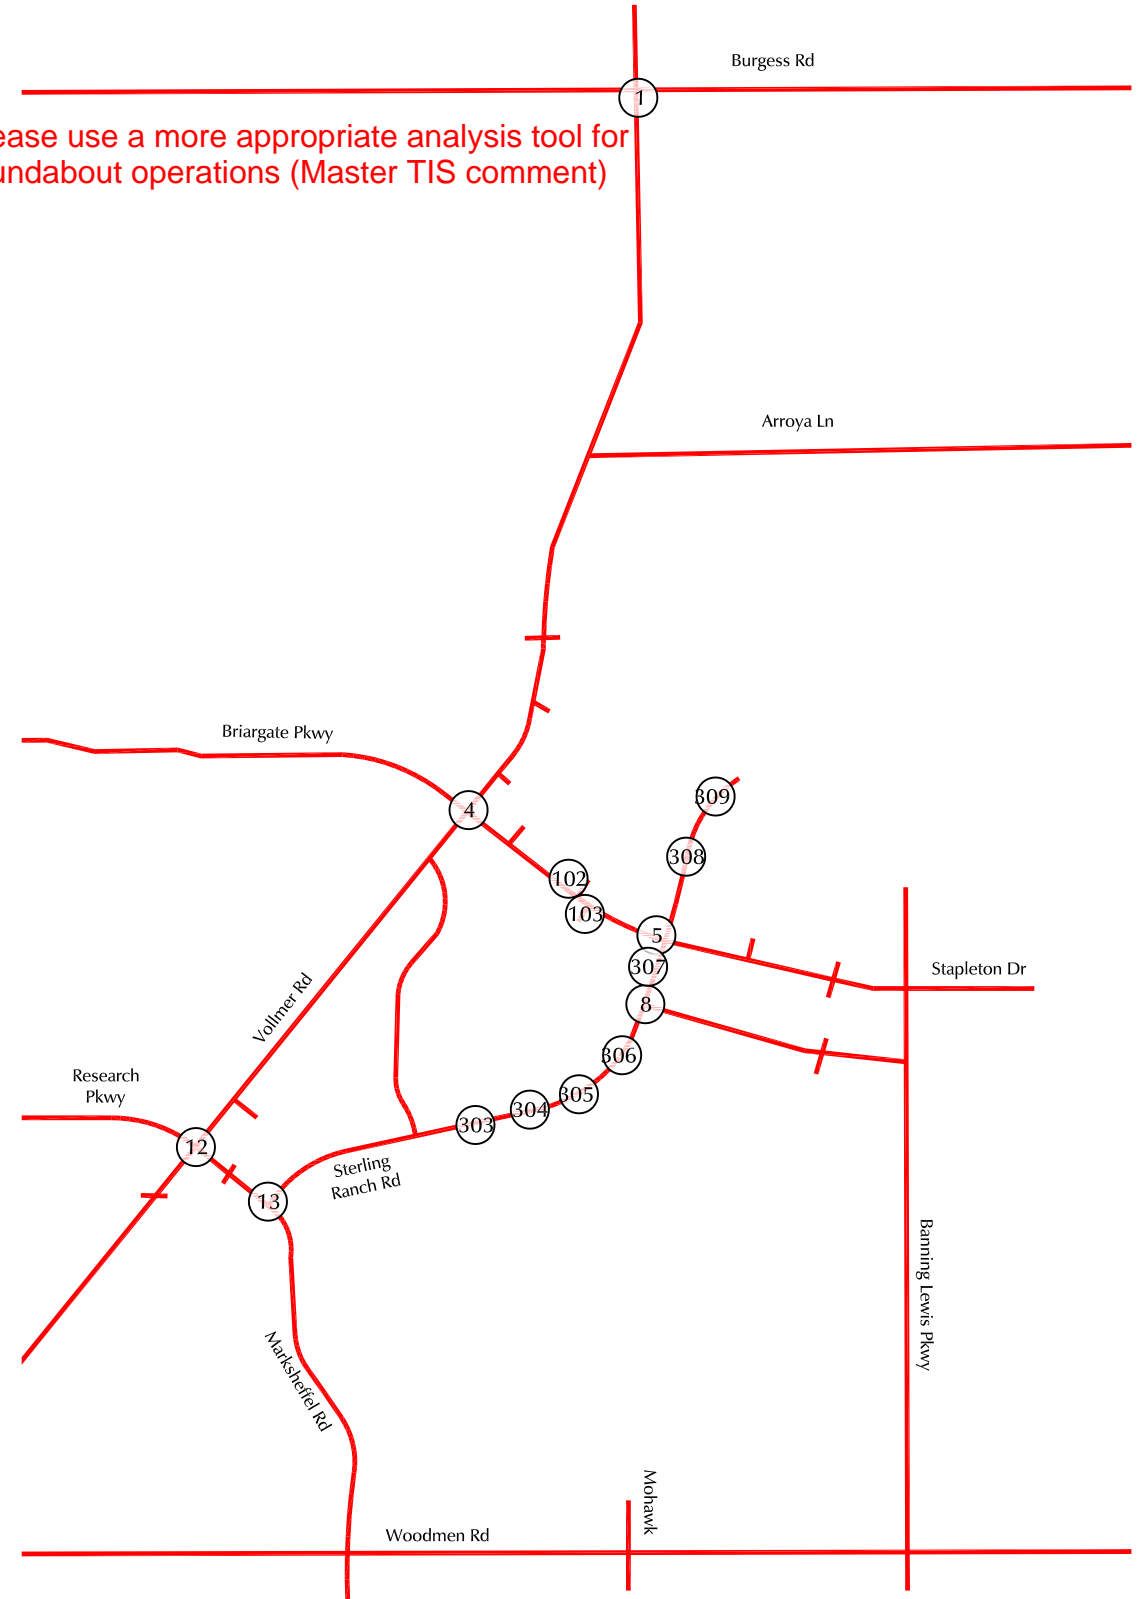 Burgess Rd
1
ease use a more appropriate analysis tool for
undabout operations (Master TIS comment)
Arroya Ln
Briargate Pkwy
309
4
308
102
103
5
307
Stapleton Dr
8
Vollmer Rd
306
Research
Pkwy
305
304
303
12
Sterling
Ranch Rd
13
Banning Lewis Pkwy
Marksheffel Rd
Mohawk
Woodmen Rd